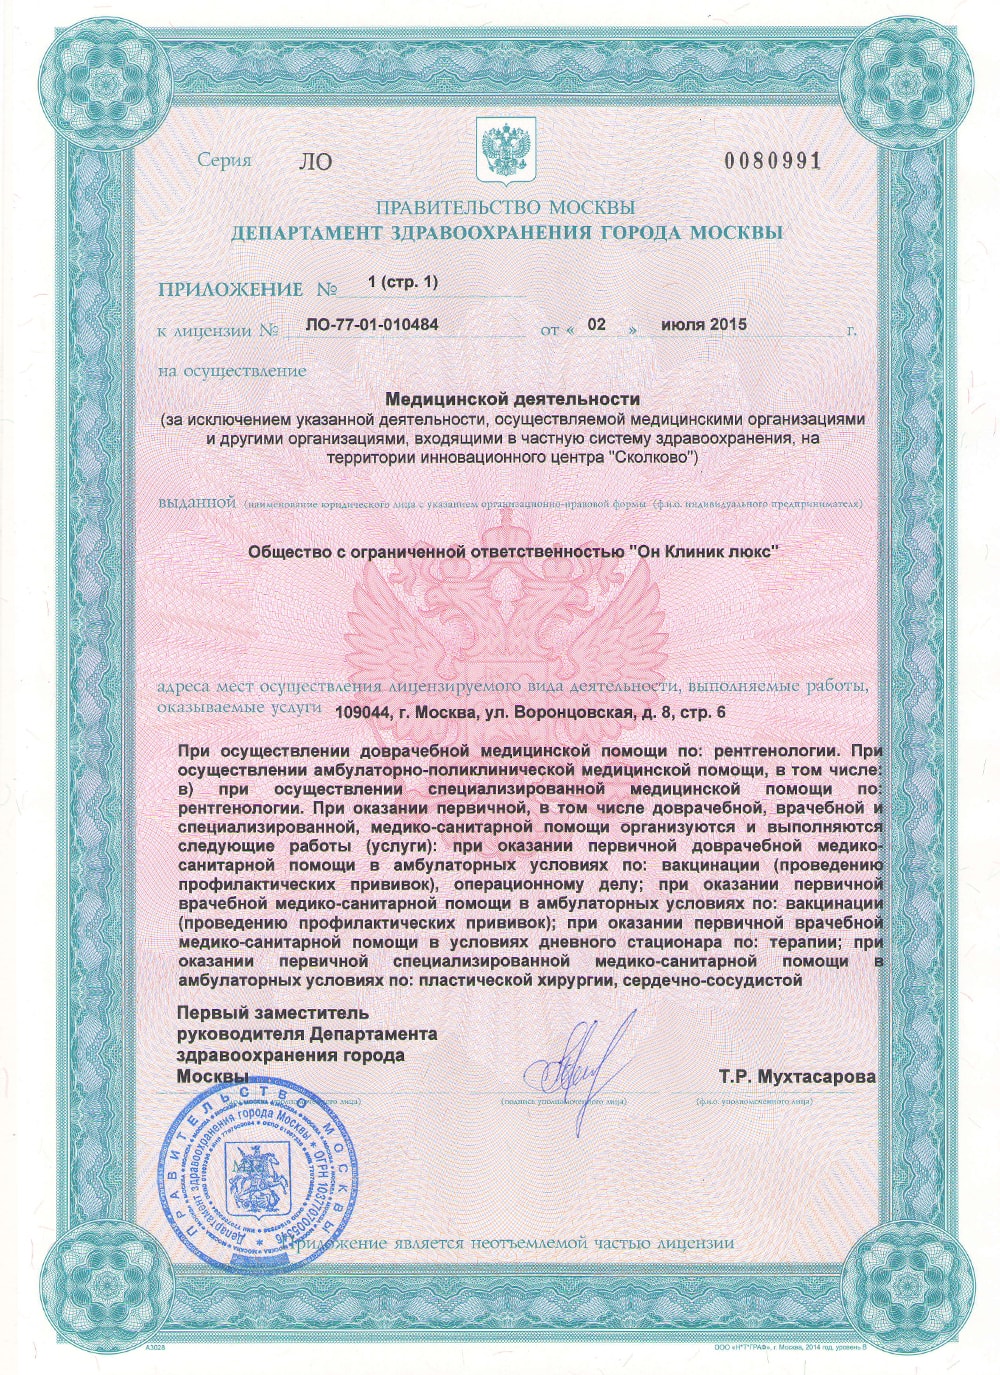 Серия ЛО 0080991
ПРАВИТЕЛЬСТВО МОСКВЫ
ДЕПАРТАМЕНТ ЗДРАВООХРАНЕНИЯ ГОРОДА МОСКВЫ
ПРИЛОЖЕНИЕ № 1 (стр. 1)
к лицензии № ЛО-77-01-010484 от « 02 » июля 2015 г.
на осуществление
Медицинской деятельности
(за исключением указанной деятельности, осуществляемой медицинскими организациями
и другими организациями, входящими в частную систему здравоохранения, на
территории инновационного центра "Сколково")
выданной (наименование юридического лица с указанием организационно-правовой формы (ф.и.о. индивидуального предпринимателя)
Общество с ограниченной ответственностью "Он Клиник люкс"
адреса мест осуществления лицензируемого вида деятельности, выполняемые работы,
оказываемые услуги 109044, г. Москва, ул. Воронцовская, д. 8, стр. 6
При осуществлении доврачебной медицинской помощи по: рентгенологии. При
осуществлении амбулаторно-поликлинической медицинской помощи, в том числе:
в) при осуществлении специализированной медицинской помощи по:
рентгенологии. При оказании первичной, в том числе доврачебной, врачебной и
специализированной, медико-санитарной помощи организуются и выполняются
следующие работы (услуги): при оказании первичной доврачебной медико-
санитарной помощи в амбулаторных условиях по: вакцинации (проведению
профилактических прививок), операционному делу; при оказании первичной
врачебной медико-санитарной помощи в амбулаторных условиях по: вакцинации
(проведению профилактических прививок); при оказании первичной врачебной
медико-санитарной помощи в условиях дневного стационара по: терапии; при
оказании первичной специализированной медико-санитарной помощи в
амбулаторных условиях по: пластической хирургии, сердечно-сосудистой
Первый заместитель
руководителя Департамента
здравоохранения города
Москвы Т.Р. Мухтасарова
(подпись уполномоченного лица) (ф.и.о. уполномоченного лица)
ПРАВИТЕЛЬСТВО МОСКВЫ
Департамент здравоохранения города Москвы * ОГРН 1037707005346 *
Приложение является неотъемлемой частью лицензии
А3028 ООО «Н*Т*ГРАФ», г. Москва, 2014 год, уровень В